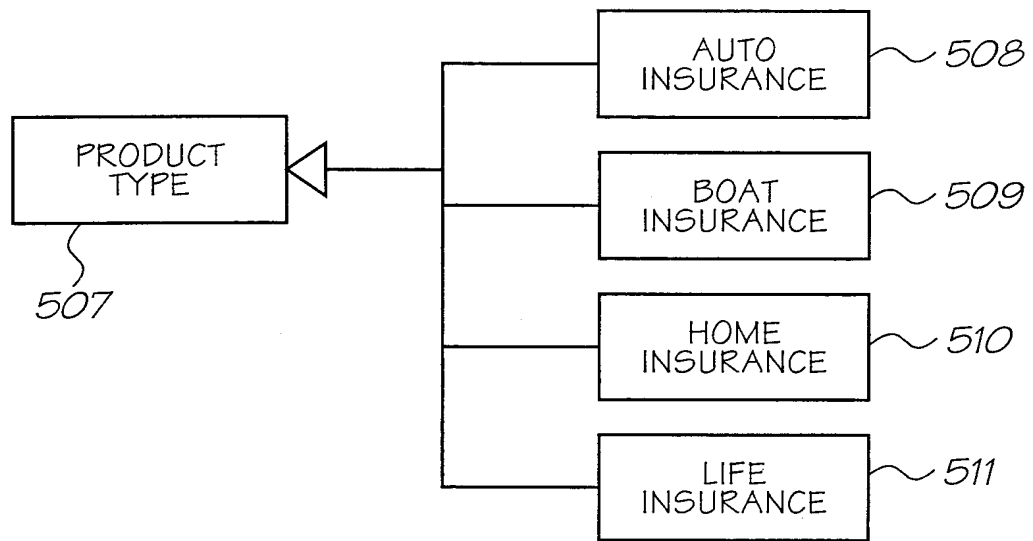 AUTO
INSURANCE
508
PRODUCT
TYPE
507
BOAT
INSURANCE
509
HOME
INSURANCE
510
LIFE
INSURANCE
511